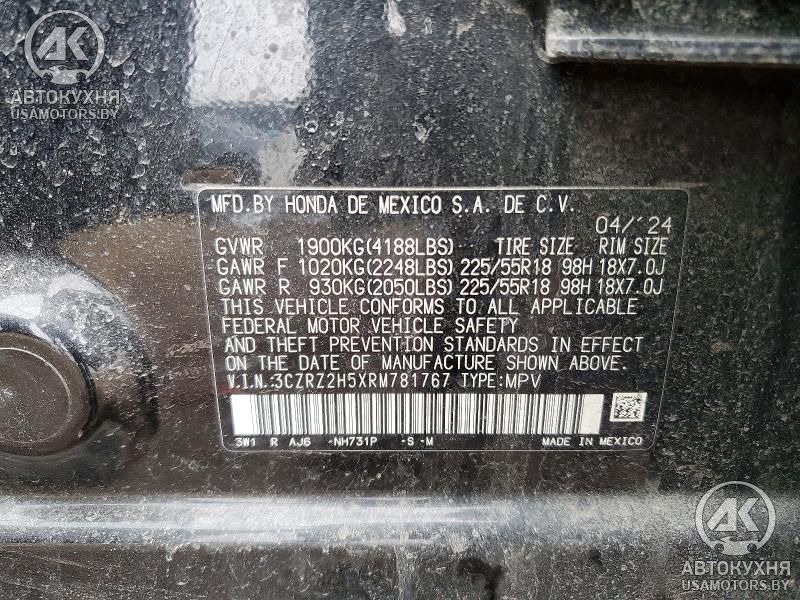 AK
АВТОКУХНЯ
USAMOTORS.BY
MFD.BY HONDA DE MEXICO S.A. DE C.V.
04/'24
GVWR 1900KG(4188LBS) TIRE SIZE RIM SIZE
GAWR F 1020KG(2248LBS) 225/55R18 98H 18X7.0J
GAWR R 930KG(2050LBS) 225/55R18 98H 18X7.0J
THIS VEHICLE CONFORMS TO ALL APPLICABLE
FEDERAL MOTOR VEHICLE SAFETY
AND THEFT PREVENTION STANDARDS IN EFFECT
ON THE DATE OF MANUFACTURE SHOWN ABOVE.
V.I.N.:3CZRZ2H5XRM781767 TYPE:MPV
3W1 R AJ6 -NH731P -S -M MADE IN MEXICO
AK
АВТОКУХНЯ
USAMOTORS.BY